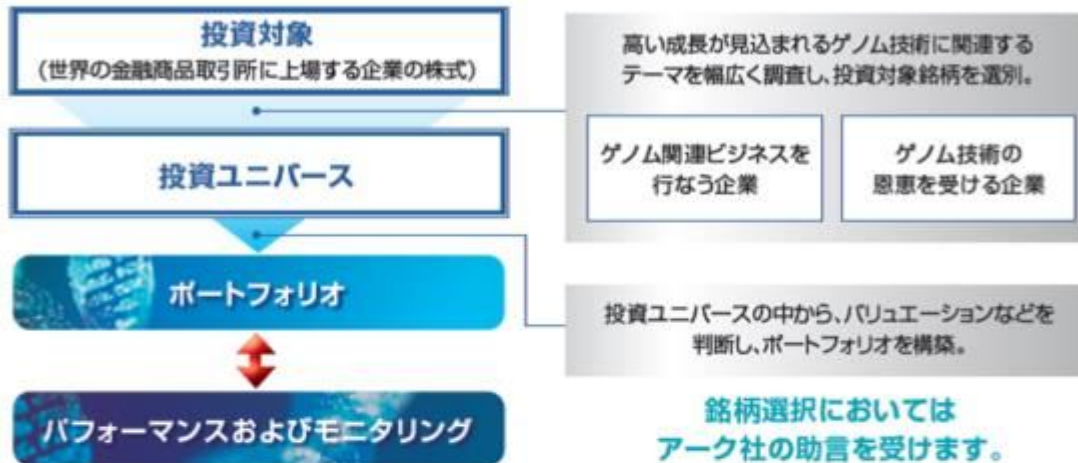 投資対象
（世界の金融商品取引所に上場する企業の株式）
投資ユニバース
ポートフォリオ
パフォーマンスおよびモニタリング
高い成長が見込まれるゲノム技術に関連する
テーマを幅広く調査し、投資対象銘柄を選別。
ゲノム関連ビジネスを
行なう企業
ゲノム技術の
恩恵を受ける企業
投資ユニバースの中から、バリュエーションなどを
判断し、ポートフォリオを構築。
銘柄選択においては
アーク社の助言を受けます。